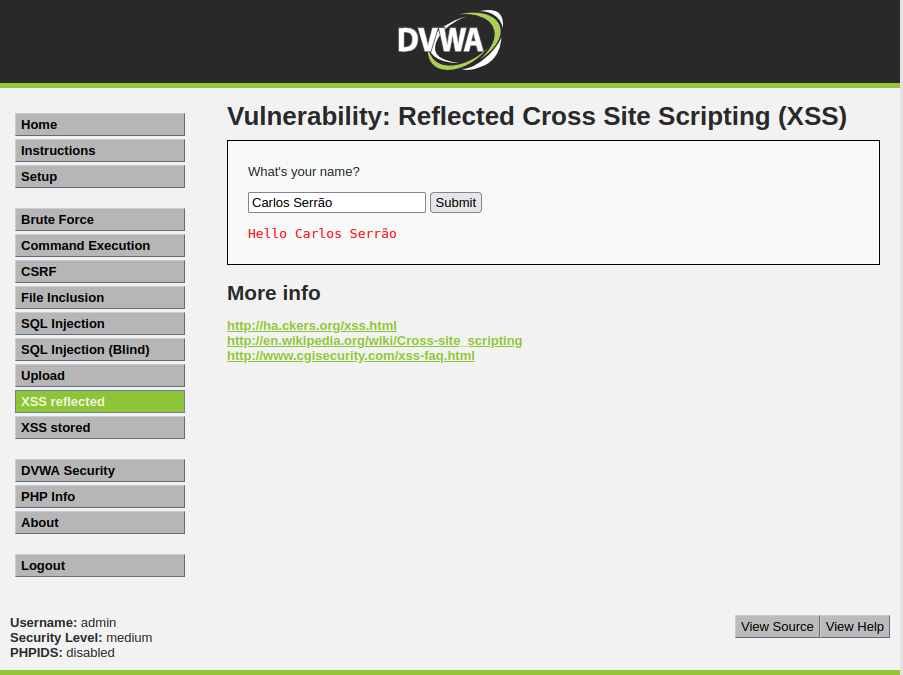 DVWA
Home
Instructions
Setup
Brute Force
Command Execution
CSRF
File Inclusion
SQL Injection
SQL Injection (Blind)
Upload
XSS reflected
XSS stored
DVWA Security
PHP Info
About
Logout
Vulnerability: Reflected Cross Site Scripting (XSS)
What's your name?
Carlos Serrão Submit
Hello Carlos Serrão
More info
http://ha.ckers.org/xss.html
http://en.wikipedia.org/wiki/Cross-site_scripting
http://www.cgisecurity.com/xss-faq.html
Username: admin
Security Level: medium
PHPIDS: disabled
View Source View Help